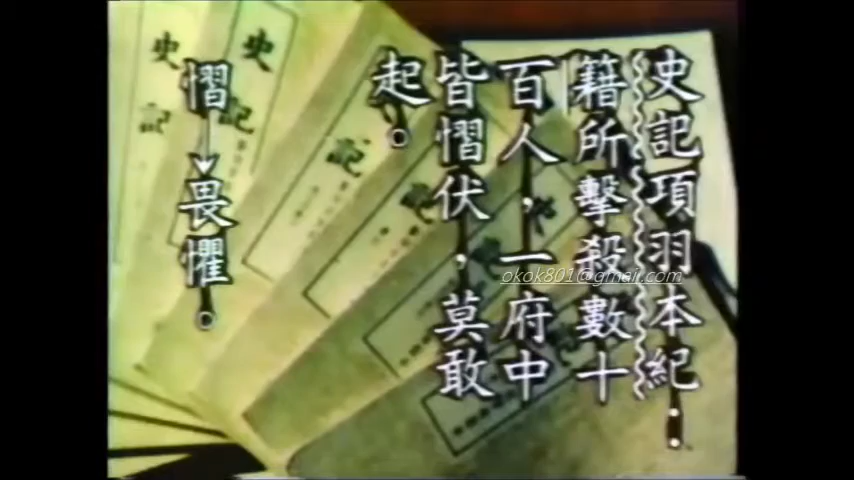 史記項羽本紀：
籍所擊殺數十
百人，一府中
皆慴伏，莫敢
起。
慴→畏懼。
史記
史記
okok801@gmail.com